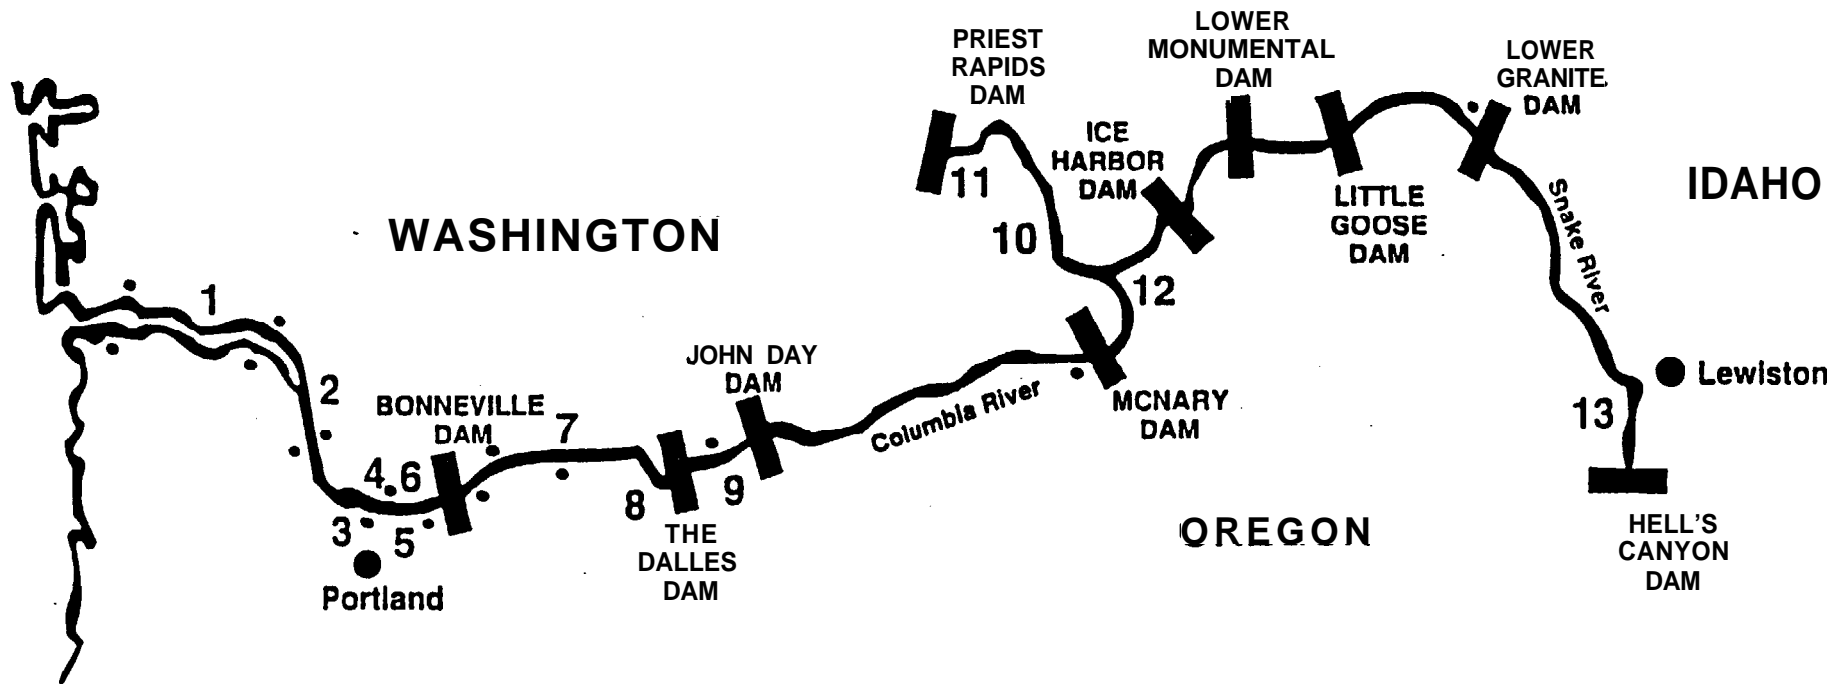 PRIEST
RAPIDS
DAM
LOWER
MONUMENTAL
DAM
LOWER
GRANITE
DAM
ICE
HARBOR
DAM
11
LITTLE
GOOSE
DAM
IDAHO
Snake River
WASHINGTON
10
12
1
2
JOHN DAY
DAM
Columbia River
MCNARY
DAM
Lewiston
13
BONNEVILLE
DAM
7
4
6
3
5
8
9
THE
DALLES
DAM
OREGON
HELL'S
CANYON
DAM
Portland